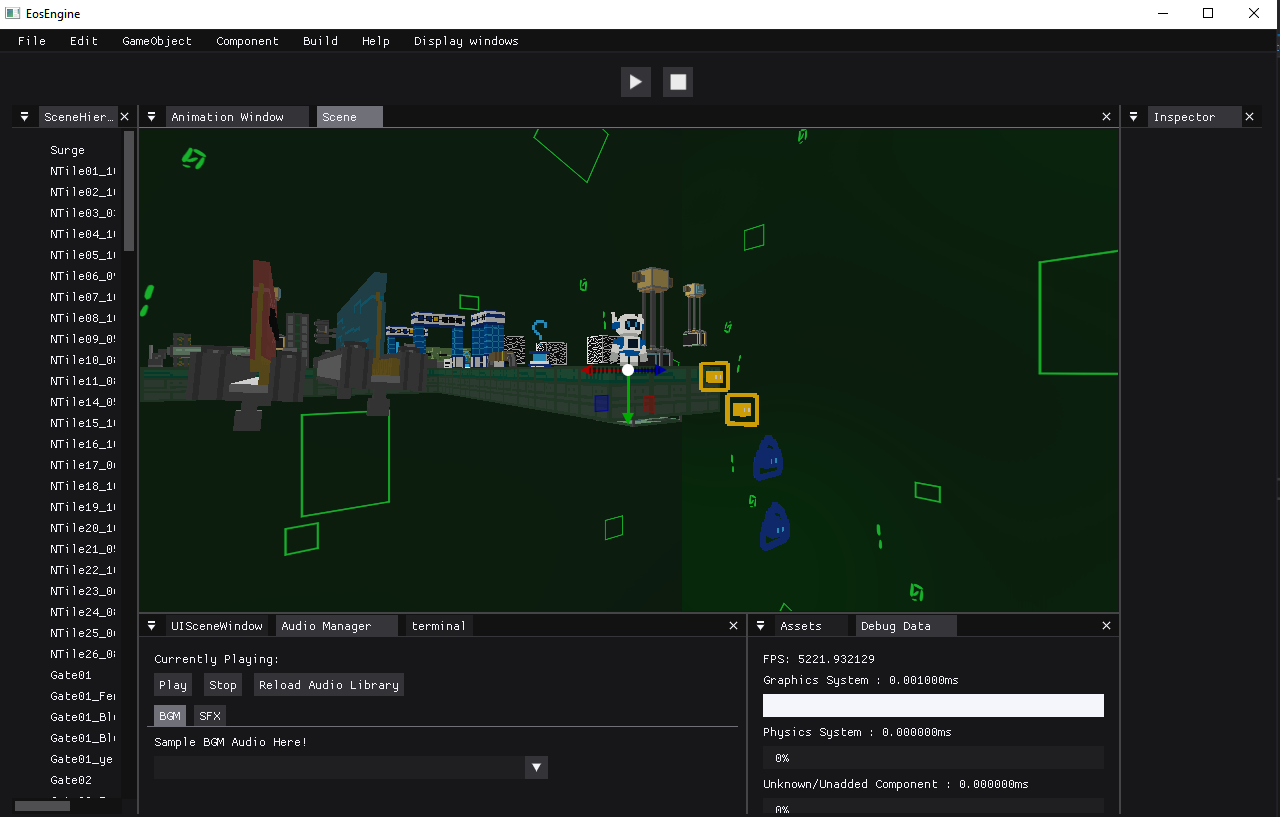 EosEngine
File Edit GameObject Component Build Help Display windows
SceneHier… Animation Window Scene Inspector
Surge
NTile01_1
NTile02_1
NTile03_0
NTile04_1
NTile05_1
NTile06_0
NTile07_1
NTile08_1
NTile09_0
NTile10_0
NTile11_0
NTile14_0
NTile15_1
NTile16_1
NTile17_0
NTile18_1
NTile19_1
NTile20_1
NTile21_0
NTile22_1
NTile23_0
NTile24_0
NTile25_0
NTile26_0
Gate01
Gate01_Fe
Gate01_Bl
Gate01_Bl
Gate01_ye
Gate02
UISceneWindow Audio Manager terminal
Currently Playing:
Play Stop Reload Audio Library
BGM SFX
Sample BGM Audio Here!
Assets Debug Data
FPS: 5221.932129
Graphics System : 0.001000ms
Physics System : 0.000000ms
0%
Unknown/Unadded Component : 0.000000ms
0%